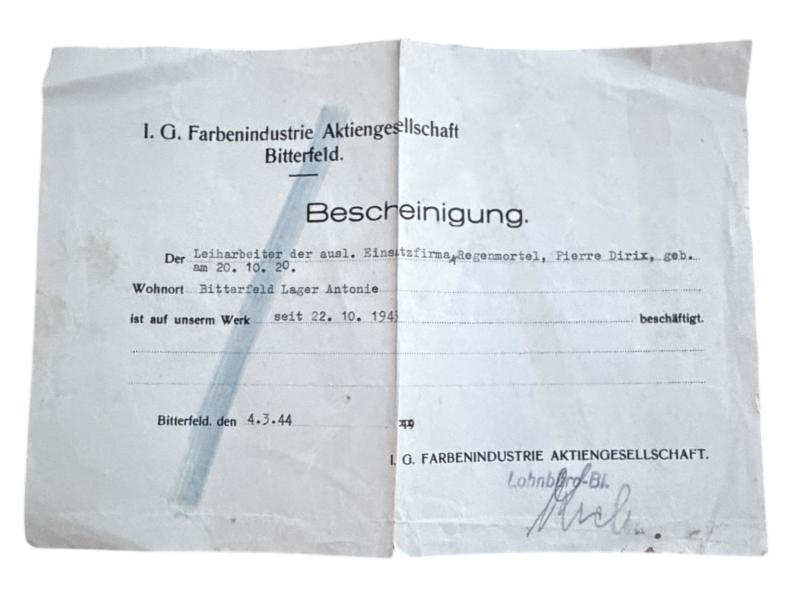 I. G. Farbenindustrie Aktiengesellschaft
Bitterfeld.
Bescheinigung.
Der Leiharbeiter der ausl. Einsatzfirma Regenmortel, Pierre Dirix, geb.
am 20. 10. 20.
Wohnort Bitterfeld Lager Antonie
ist auf unserm Werk seit 22. 10. 1943 beschäftigt.
Bitterfeld, den 4.3.44
I. G. FARBENINDUSTRIE AKTIENGESELLSCHAFT.
Lohnbüro-Bi.